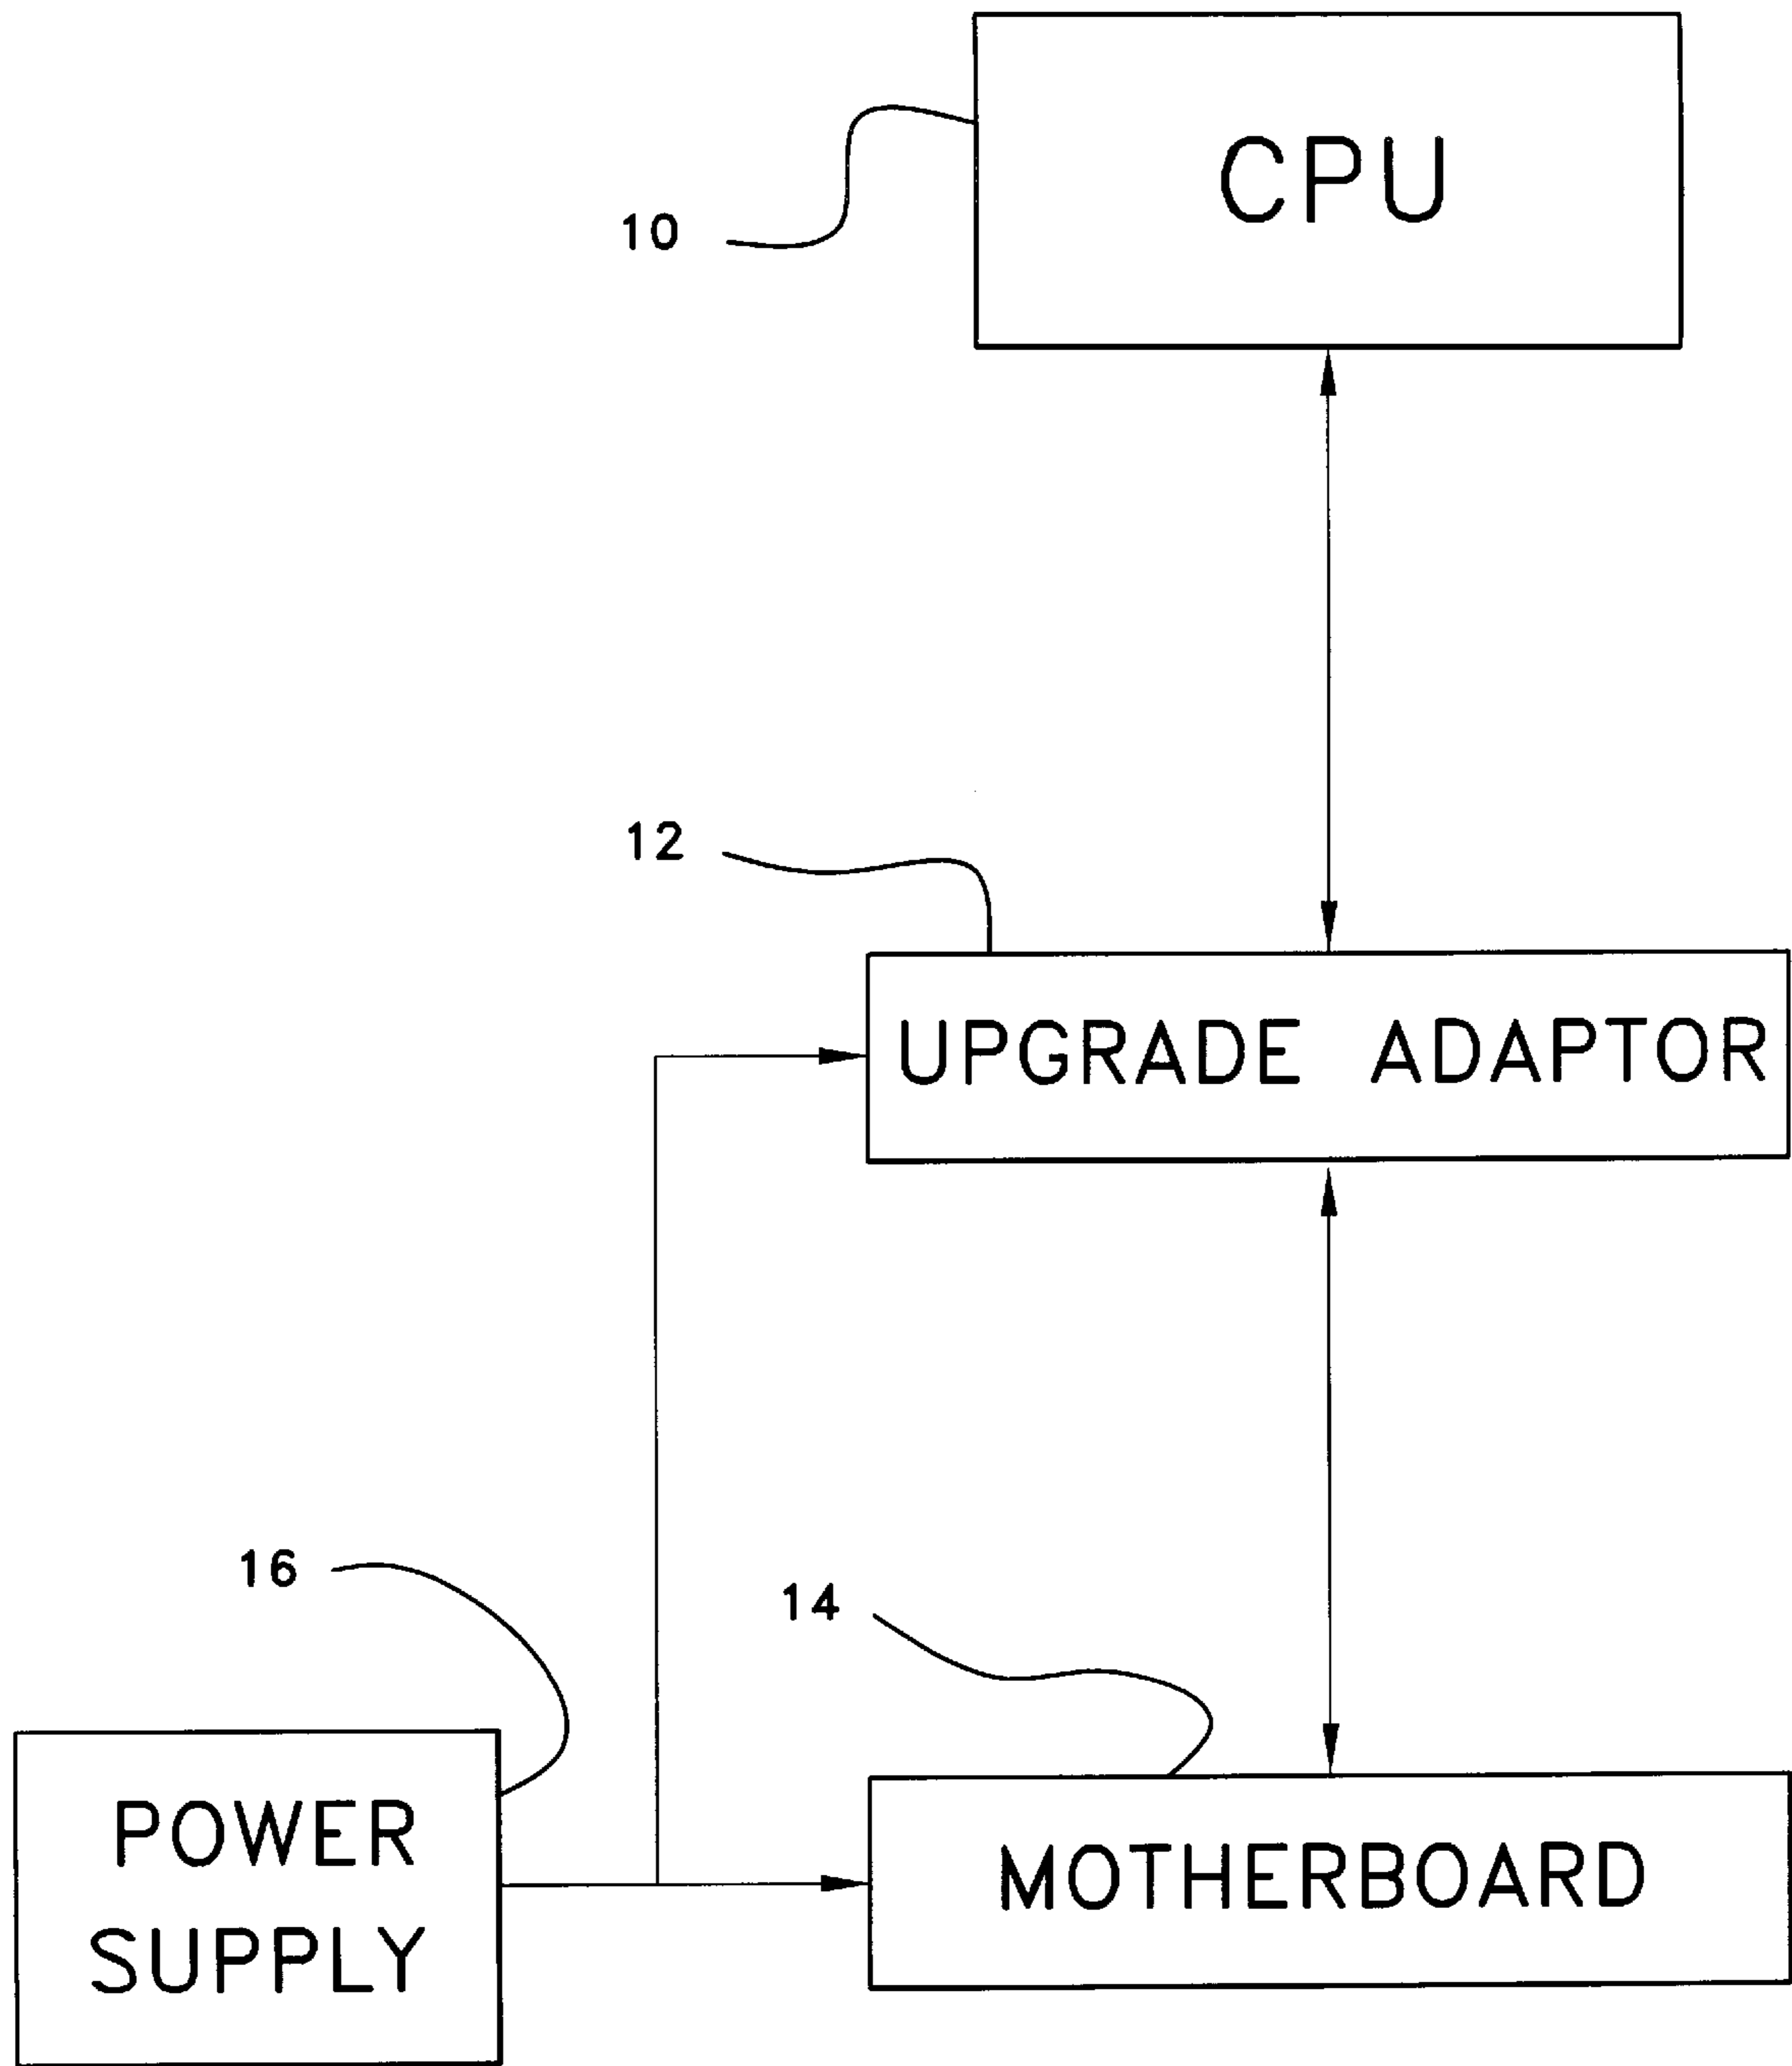 CPU
10
12
UPGRADE ADAPTOR
16
14
POWER
SUPPLY
MOTHERBOARD